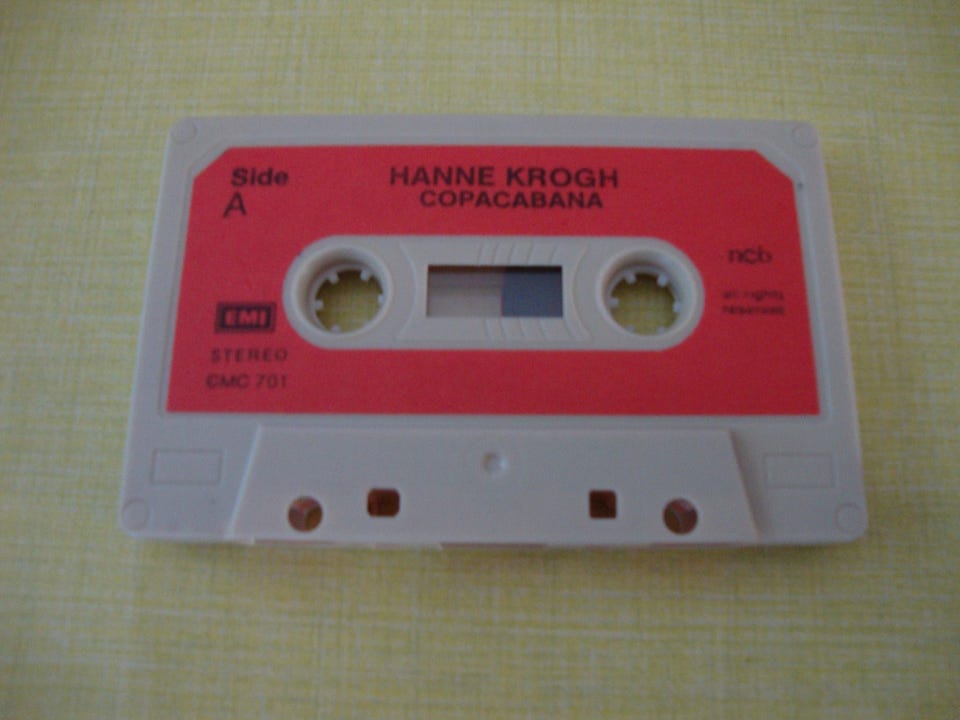 Side
A
HANNE KROGH
COPACABANA
ncb
all rights
reserved
EMI
STEREO
CMC 701